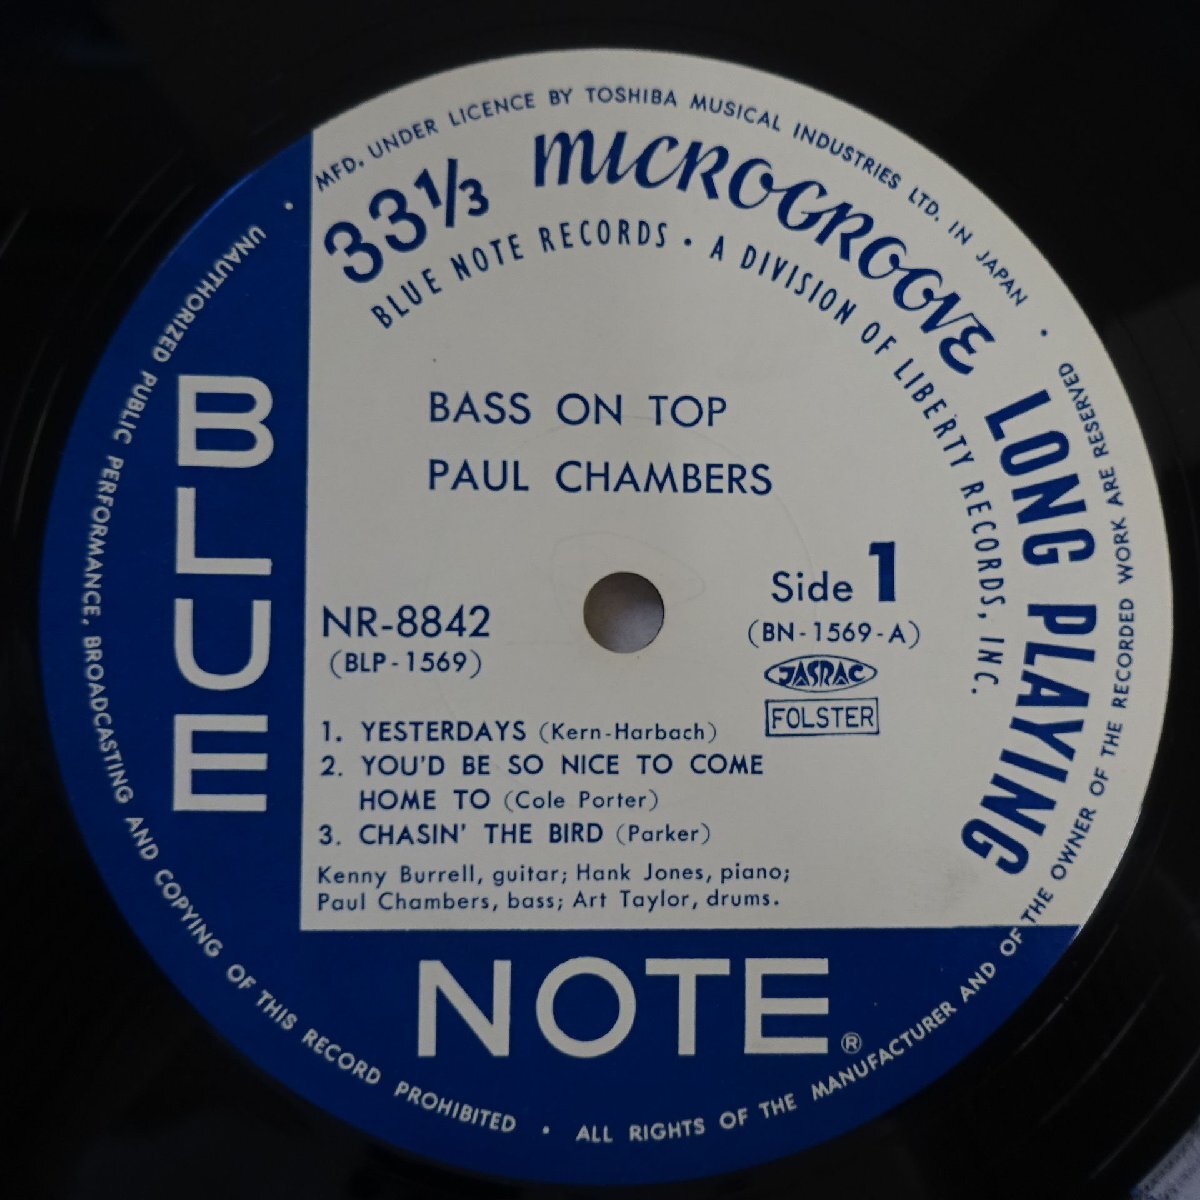 MFD. UNDER LICENCE BY TOSHIBA MUSICAL INDUSTRIES LTD. IN JAPAN •
33⅓ MICROGROOVE LONG PLAYING
BLUE NOTE RECORDS • A DIVISION OF LIBERTY RECORDS, INC.
BASS ON TOP
PAUL CHAMBERS
Side 1
NR-8842
(BN-1569-A)
(BLP-1569)
JASRAC
FOLSTER
1. YESTERDAYS (Kern-Harbach)
2. YOU'D BE SO NICE TO COME
HOME TO (Cole Porter)
3. CHASIN' THE BIRD (Parker)
Kenny Burrell, guitar; Hank Jones, piano;
Paul Chambers, bass; Art Taylor, drums.
BLUE
NOTE®
• UNAUTHORIZED PUBLIC PERFORMANCE, BROADCASTING AND COPYING OF THIS RECORD PROHIBITED • ALL RIGHTS OF THE MANUFACTURER AND OF THE OWNER OF THE RECORDED WORK ARE RESERVED